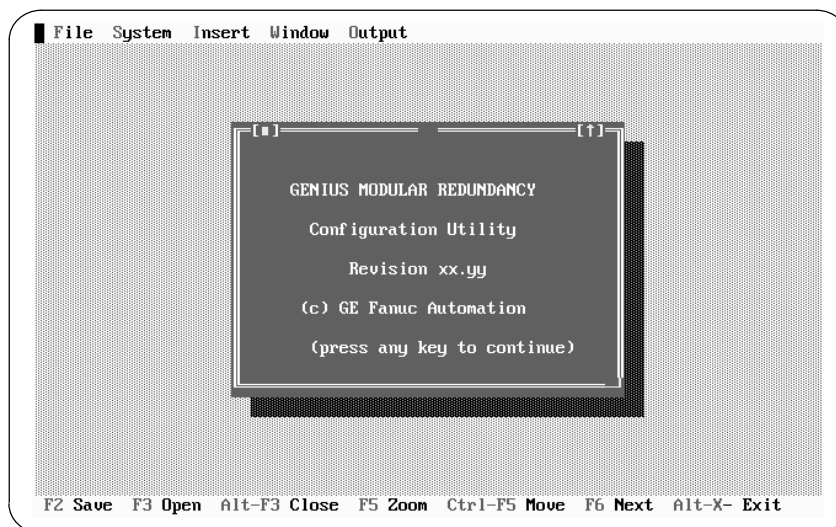 File System Insert Window Output
[■] [↑]
GENIUS MODULAR REDUNDANCY
Configuration Utility
Revision xx.yy
(c) GE Fanuc Automation
(press any key to continue)
F2 Save F3 Open Alt-F3 Close F5 Zoom Ctrl-F5 Move F6 Next Alt-X- Exit